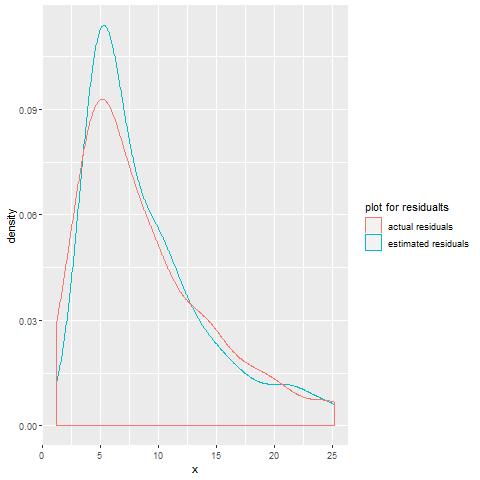 0.09
0.06
0.03
0.00
density
0
5
10
15
20
25
x
plot for residualts
actual residuals
estimated residuals